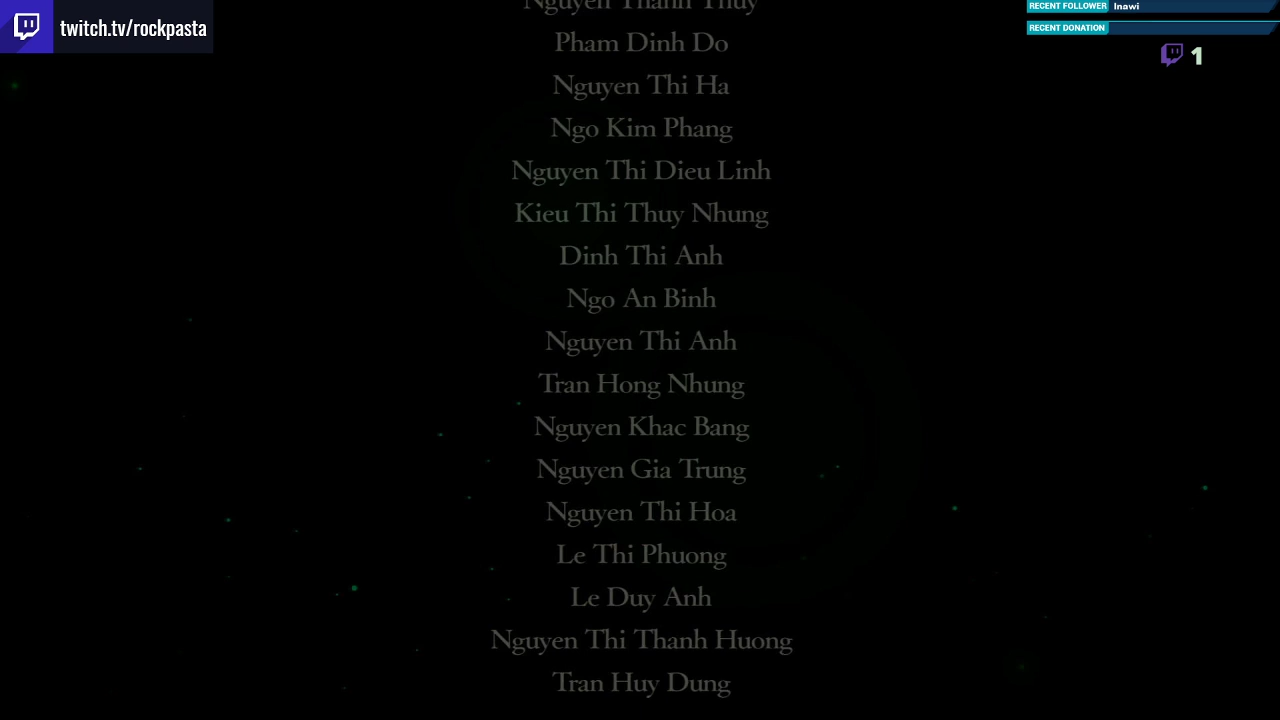 twitch.tv/rockpasta
RECENT FOLLOWER Inawi
RECENT DONATION
1
Nguyen Thanh Thuy
Pham Dinh Do
Nguyen Thi Ha
Ngo Kim Phang
Nguyen Thi Dieu Linh
Kieu Thi Thuy Nhung
Dinh Thi Anh
Ngo An Binh
Nguyen Thi Anh
Tran Hong Nhung
Nguyen Khac Bang
Nguyen Gia Trung
Nguyen Thi Hoa
Le Thi Phuong
Le Duy Anh
Nguyen Thi Thanh Huong
Tran Huy Dung